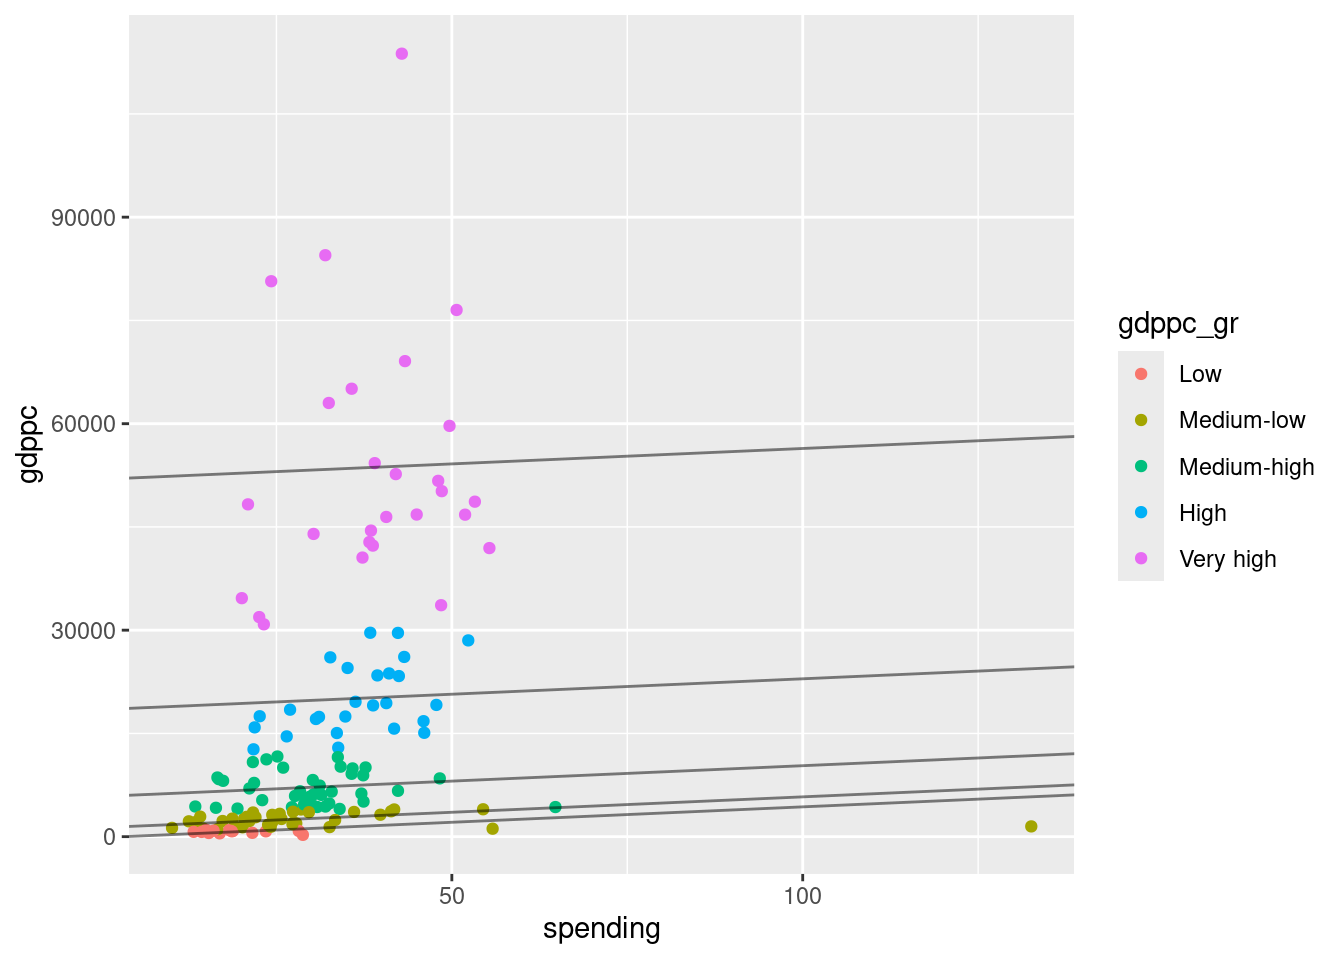 90000
60000
30000
0
gdppc
50
100
spending
gdppc_gr
Low
Medium-low
Medium-high
High
Very high